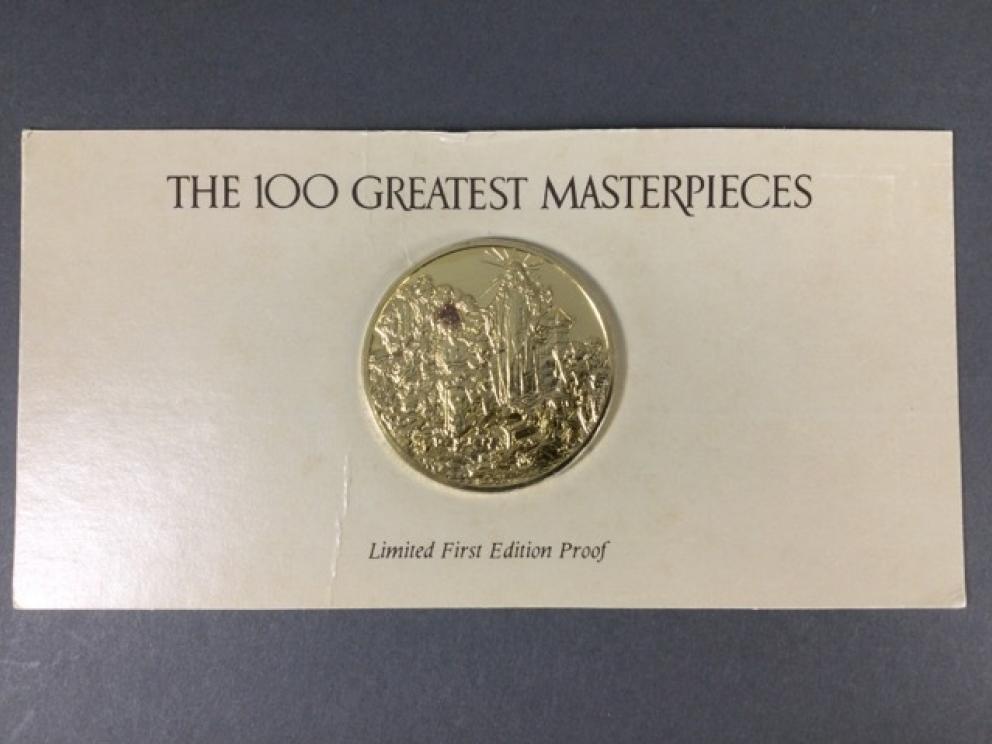 THE 100 GREATEST MASTERPIECES
Limited First Edition Proof